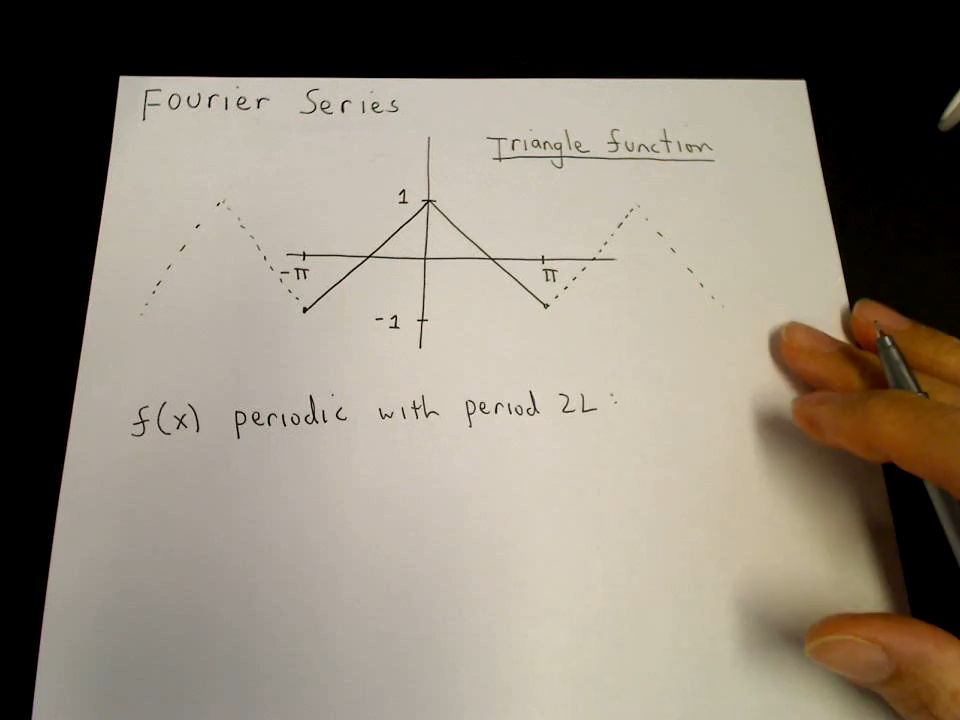 Fourier Series
Triangle function
1
-π π
-1
f(x) periodic with period 2L: